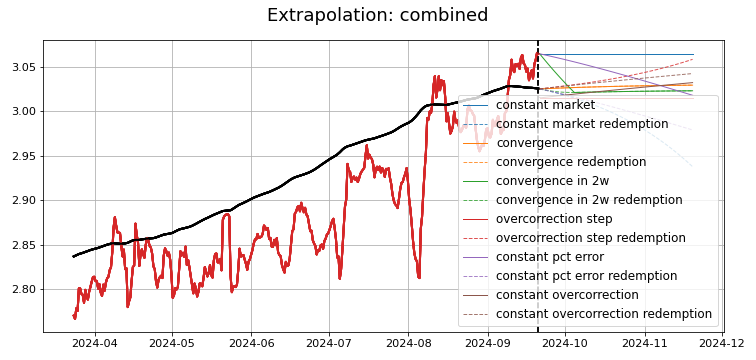 Extrapolation: combined
3.05
3.00
2.95
2.90
2.85
2.80
constant market
constant market redemption
convergence
convergence redemption
convergence in 2w
convergence in 2w redemption
overcorrection step
overcorrection step redemption
constant pct error
constant pct error redemption
constant overcorrection
constant overcorrection redemption
2024-04 2024-05 2024-06 2024-07 2024-08 2024-09 2024-10 2024-11 2024-12